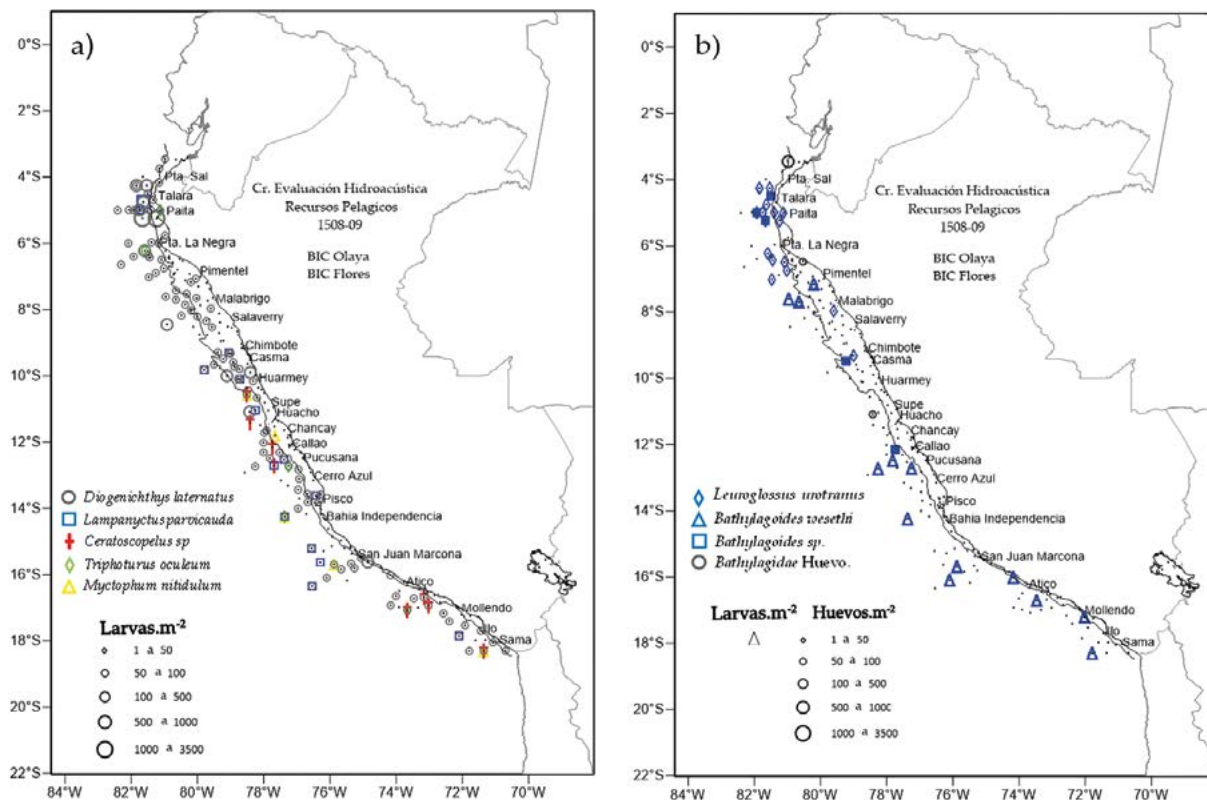 a)
0°S
2°S
4°S
6°S
8°S
10°S
12°S
14°S
16°S
18°S
20°S
22°S
84°W
82°W
80°W
78°W
76°W
74°W
72°W
70°W
Cr. Evaluación Hidroacústica
Recursos Pelagicos
1508-09
BIC Olaya
BIC Flores
Pta. Sal
Talara
Paita
Pta. La Negra
Pimentel
Malabrigo
Salaverry
Chimbote
Casma
Huarmey
Supe
Huacho
Chancay
Callao
Pucusana
Cerro Azul
Pisco
Bahia Independencia
San Juan Marcona
Atico
Mollendo
Ilo
Sama
Diogenichthys laternatus
Lampanyctus parvicauda
Ceratoscopelus sp
Triphoturus oculeum
Myctophum nitidulum
Larvas.m-2
1 a 50
50 a 100
100 a 500
500 a 1000
1000 a 3500
b)
0°S
2°S
4°S
6°S
8°S
10°S
12°S
14°S
16°S
18°S
20°S
22°S
84°W
82°W
80°W
78°W
76°W
74°W
72°W
70°W
Cr. Evaluación Hidroacústica
Recursos Pelagicos
1508-09
BIC Olaya
BIC Flores
Pta. Sal
Talara
Paita
Pta. La Negra
Pimentel
Malabrigo
Salaverry
Chimbote
Casma
Huarmey
Supe
Huacho
Chancay
Callao
Pucusana
Cerro Azul
Pisco
Bahia Independencia
San Juan Marcona
Atico
Mollendo
Ilo
Sama
Leuroglossus urotranus
Bathylagoides wesethi
Bathylagoides sp.
Bathylagidae Huevo.
Larvas.m-2 Huevos.m-2
1 a 50
50 a 100
100 a 500
500 a 1000
1000 a 3500